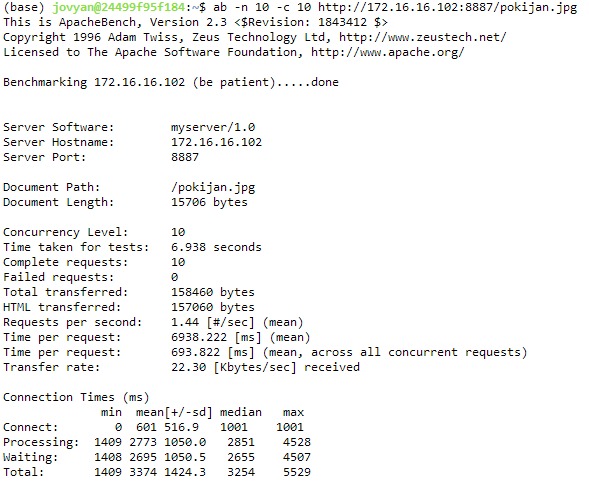 (base) jovyan@24499f95f184:~$ ab -n 10 -c 10 http://172.16.16.102:8887/pokijan.jpg
This is ApacheBench, Version 2.3 <$Revision: 1843412 $>
Copyright 1996 Adam Twiss, Zeus Technology Ltd, http://www.zeustech.net/
Licensed to The Apache Software Foundation, http://www.apache.org/

Benchmarking 172.16.16.102 (be patient).....done


Server Software:        myserver/1.0
Server Hostname:        172.16.16.102
Server Port:            8887

Document Path:          /pokijan.jpg
Document Length:        15706 bytes

Concurrency Level:      10
Time taken for tests:   6.938 seconds
Complete requests:      10
Failed requests:        0
Total transferred:      158460 bytes
HTML transferred:       157060 bytes
Requests per second:    1.44 [#/sec] (mean)
Time per request:       6938.222 [ms] (mean)
Time per request:       693.822 [ms] (mean, across all concurrent requests)
Transfer rate:          22.30 [Kbytes/sec] received

Connection Times (ms)
              min  mean[+/-sd] median   max
Connect:        0  601 516.9   1001    1001
Processing:  1409 2773 1050.0   2851    4528
Waiting:     1408 2695 1050.5   2655    4507
Total:       1409 3374 1424.3   3254    5529